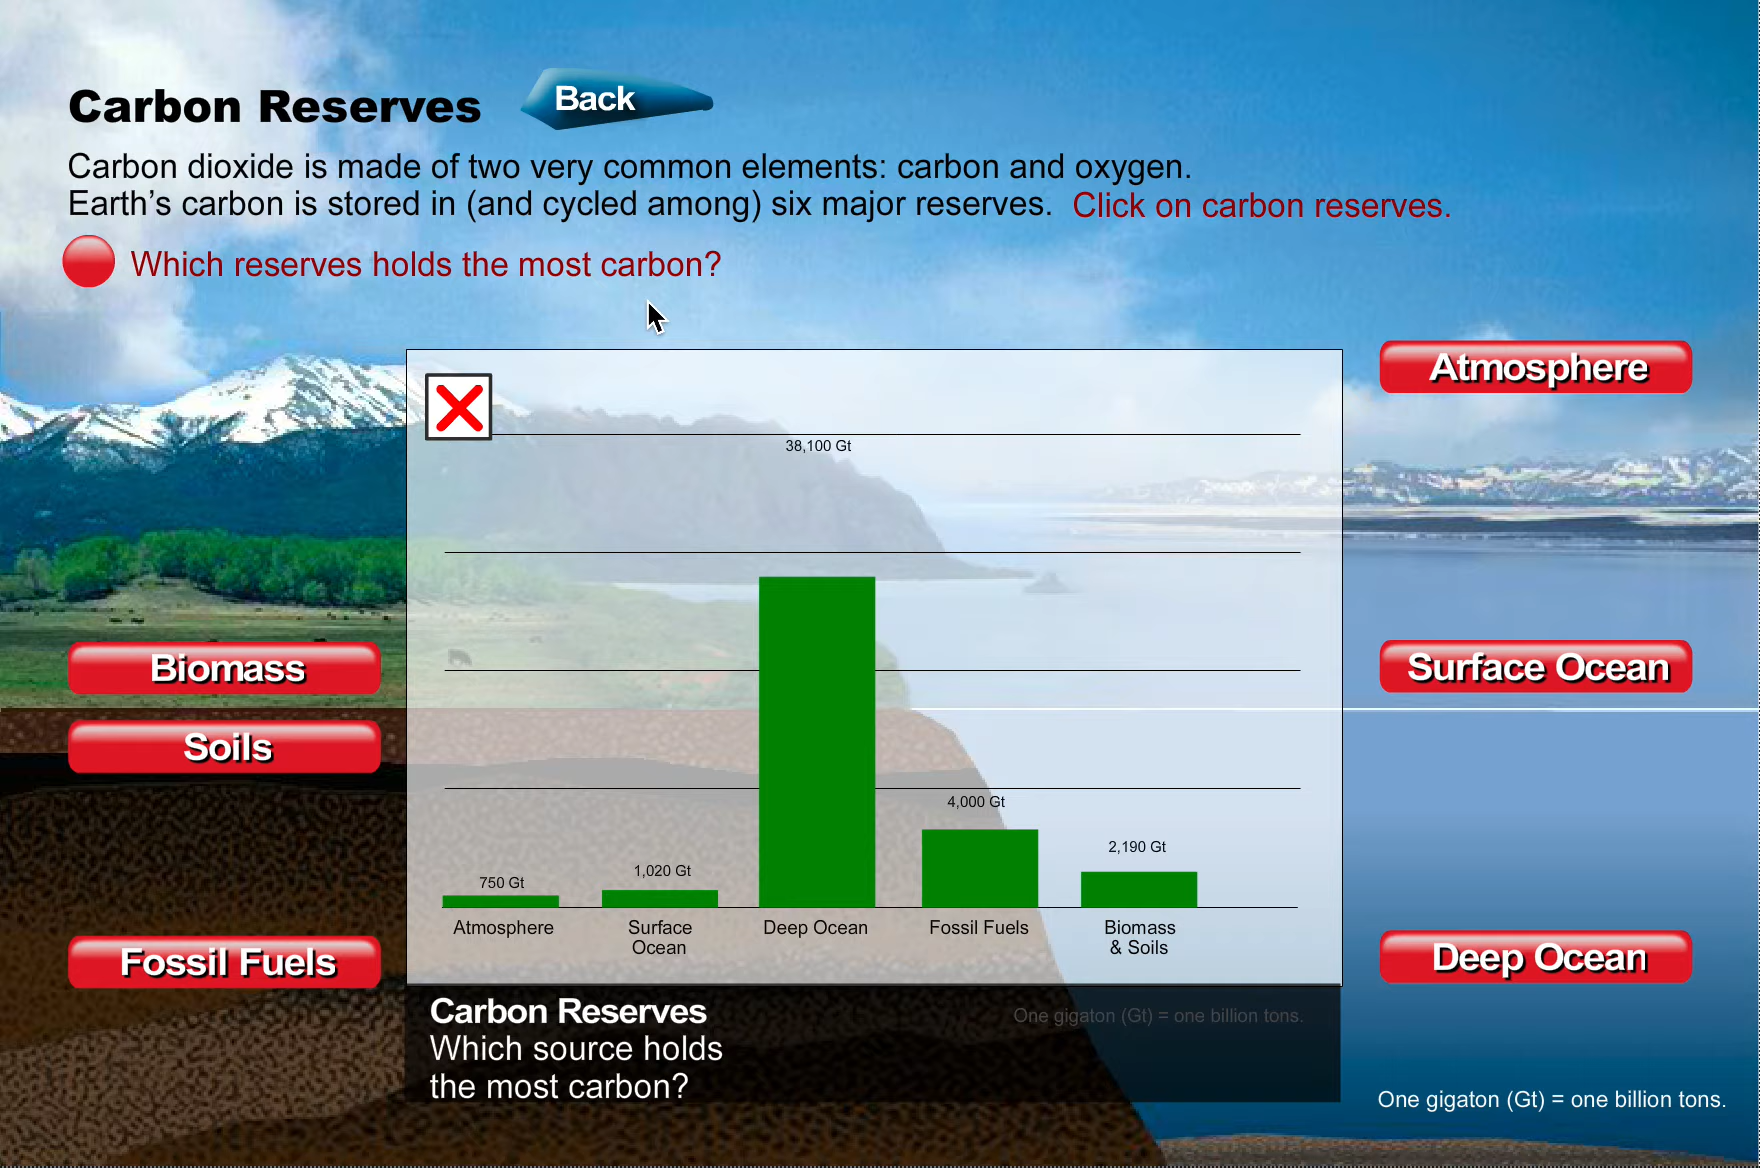 Carbon Reserves
Back
Carbon dioxide is made of two very common elements: carbon and oxygen.
Earth's carbon is stored in (and cycled among) six major reserves. Click on carbon reserves.
Which reserves holds the most carbon?
Atmosphere
Surface Ocean
Deep Ocean
Biomass
Soils
Fossil Fuels
38,100 Gt
4,000 Gt
2,190 Gt
1,020 Gt
750 Gt
Atmosphere
Surface
Ocean
Deep Ocean
Fossil Fuels
Biomass
& Soils
Carbon Reserves
Which source holds
the most carbon?
One gigaton (Gt) = one billion tons.
One gigaton (Gt) = one billion tons.